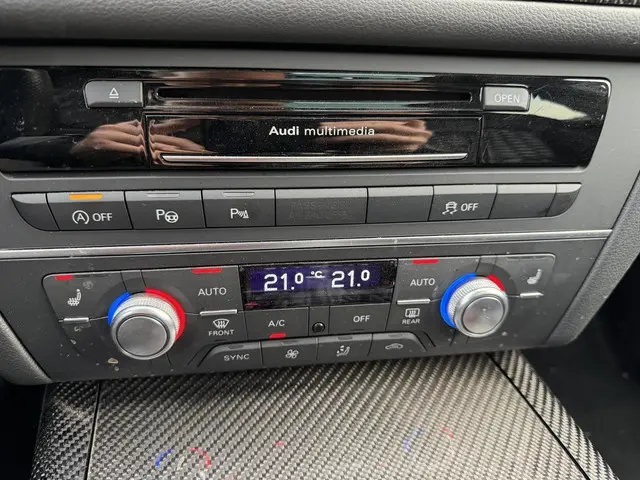 OPEN
Audi multimedia
A OFF
P
P
OFF
21.0 °C 21.0
AUTO
AUTO
FRONT
A/C
OFF
REAR
SYNC